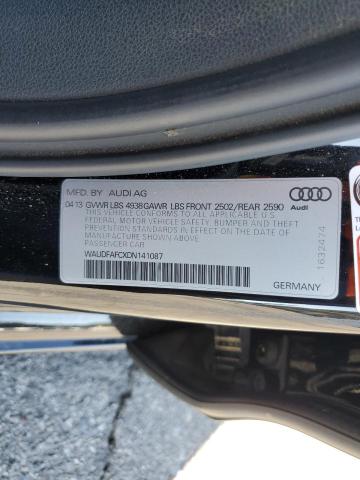 MFD. BY AUDI AG
04 13 GVWR LBS 4938 GAWR LBS FRONT 2502/REAR 2590
THIS VEHICLE CONFORMS TO ALL APPLICABLE U.S.
FEDERAL MOTOR VEHICLE SAFETY, BUMPER AND THEFT
PREVENTION STANDARDS IN EFFECT ON THE DATE OF
MANUFACTURE SHOWN ABOVE
PASSENGER CAR
WAUDFAFCXDN141087
Audi
1632474
GERMANY